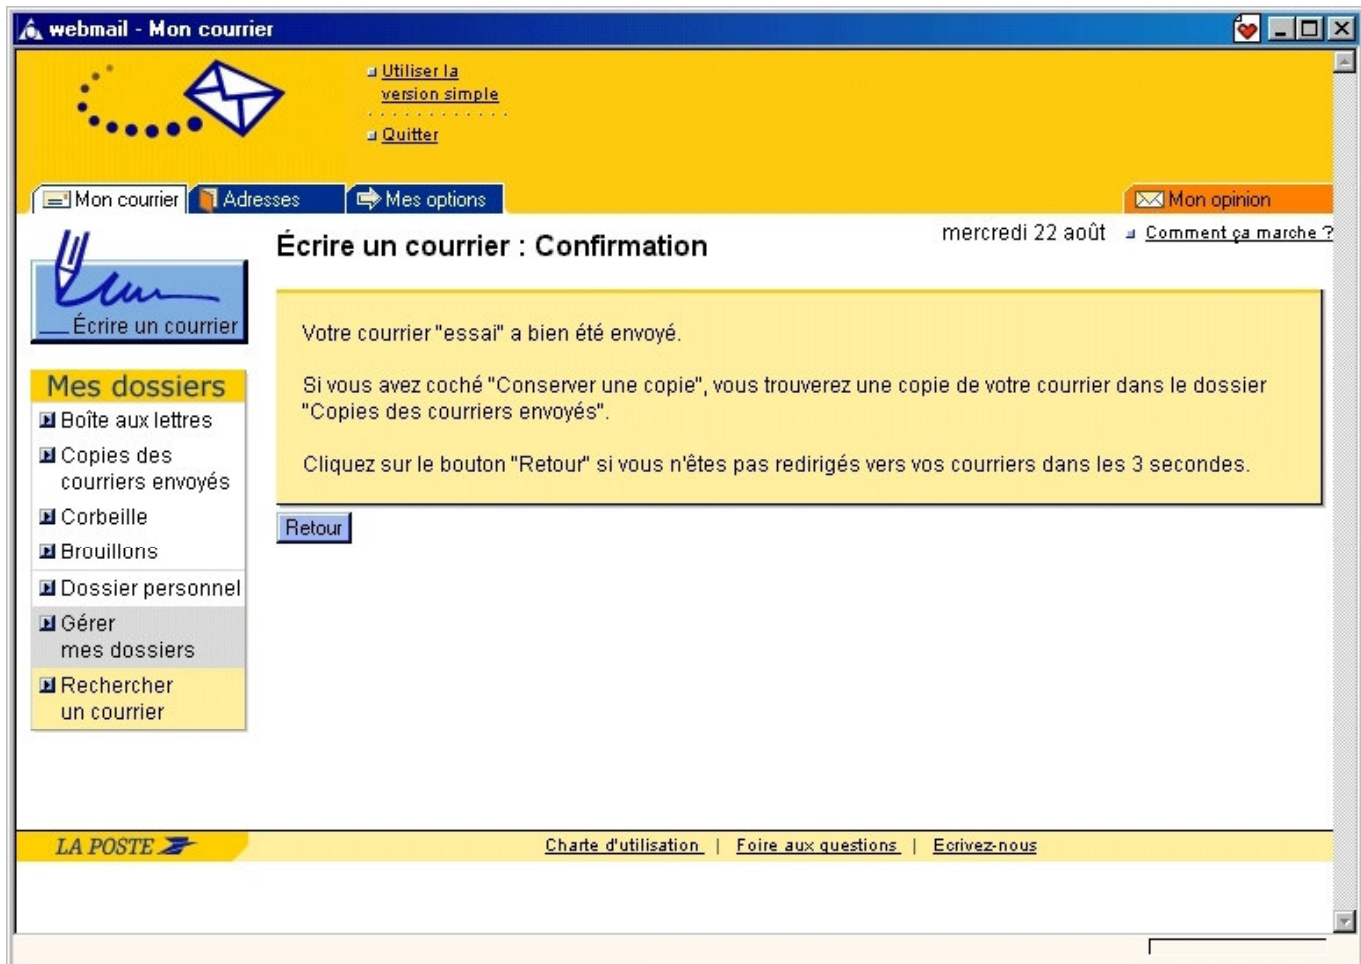 webmail - Mon courrier
Utiliser la
version simple
Quitter
Mon courrier
Adresses
Mes options
Mon opinion
mercredi 22 août
Comment ça marche ?
Écrire un courrier : Confirmation
Écrire un courrier
Votre courrier "essai" a bien été envoyé.
Si vous avez coché "Conserver une copie", vous trouverez une copie de votre courrier dans le dossier
"Copies des courriers envoyés".
Cliquez sur le bouton "Retour" si vous n'êtes pas redirigés vers vos courriers dans les 3 secondes.
Retour
Mes dossiers
Boîte aux lettres
Copies des
courriers envoyés
Corbeille
Brouillons
Dossier personnel
Gérer
mes dossiers
Rechercher
un courrier
LA POSTE
Charte d'utilisation | Foire aux questions | Ecrivez-nous